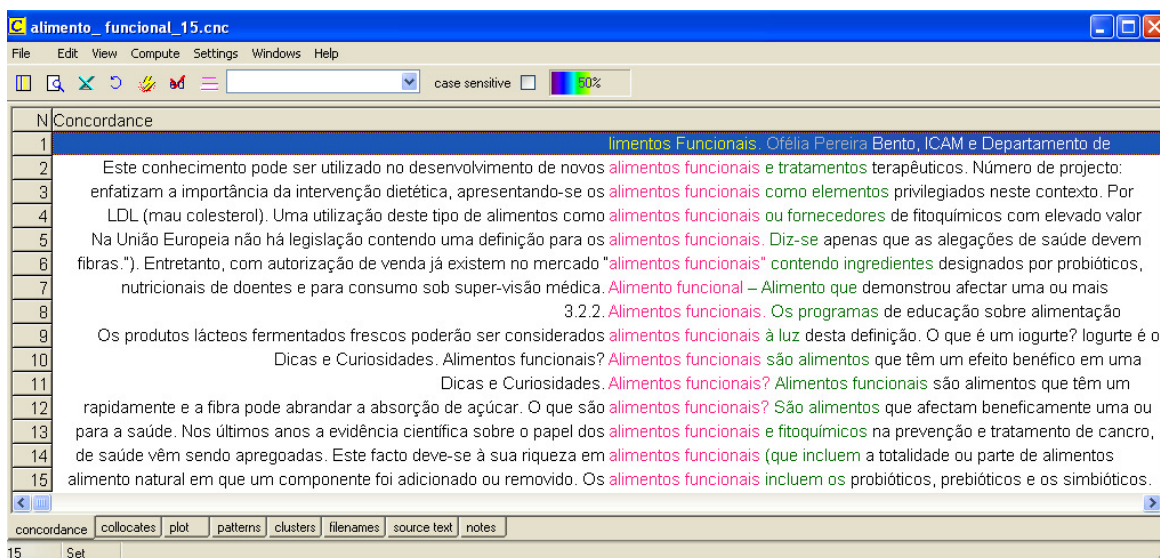 alimento_ funcional_15.cnc
File Edit View Compute Settings Windows Help
case sensitive 50%
N Concordance
1 limentos Funcionais. Ofélia Pereira Bento, ICAM e Departamento de
2 Este conhecimento pode ser utilizado no desenvolvimento de novos alimentos funcionais e tratamentos terapêuticos. Número de projecto:
3 enfatizam a importância da intervenção dietética, apresentando-se os alimentos funcionais como elementos privilegiados neste contexto. Por
4 LDL (mau colesterol). Uma utilização deste tipo de alimentos como alimentos funcionais ou fornecedores de fitoquímicos com elevado valor
5 Na União Europeia não há legislação contendo uma definição para os alimentos funcionais. Diz-se apenas que as alegações de saúde devem
6 fibras."). Entretanto, com autorização de venda já existem no mercado "alimentos funcionais" contendo ingredientes designados por probióticos,
7 nutricionais de doentes e para consumo sob super-visão médica. Alimento funcional – Alimento que demonstrou afectar uma ou mais
8 3.2.2. Alimentos funcionais. Os programas de educação sobre alimentação
9 Os produtos lácteos fermentados frescos poderão ser considerados alimentos funcionais à luz desta definição. O que é um iogurte? Iogurte é o
10 Dicas e Curiosidades. Alimentos funcionais? Alimentos funcionais são alimentos que têm um efeito benéfico em uma
11 Dicas e Curiosidades. Alimentos funcionais? Alimentos funcionais são alimentos que têm um
12 rapidamente e a fibra pode abrandar a absorção de açúcar. O que são alimentos funcionais? São alimentos que afectam beneficamente uma ou
13 para a saúde. Nos últimos anos a evidência científica sobre o papel dos alimentos funcionais e fitoquímicos na prevenção e tratamento de cancro,
14 de saúde vêm sendo apregoadas. Este facto deve-se à sua riqueza em alimentos funcionais (que incluem a totalidade ou parte de alimentos
15 alimento natural em que um componente foi adicionado ou removido. Os alimentos funcionais incluem os probióticos, prebióticos e os simbióticos.
concordance collocates plot patterns clusters filenames source text notes
15 Set